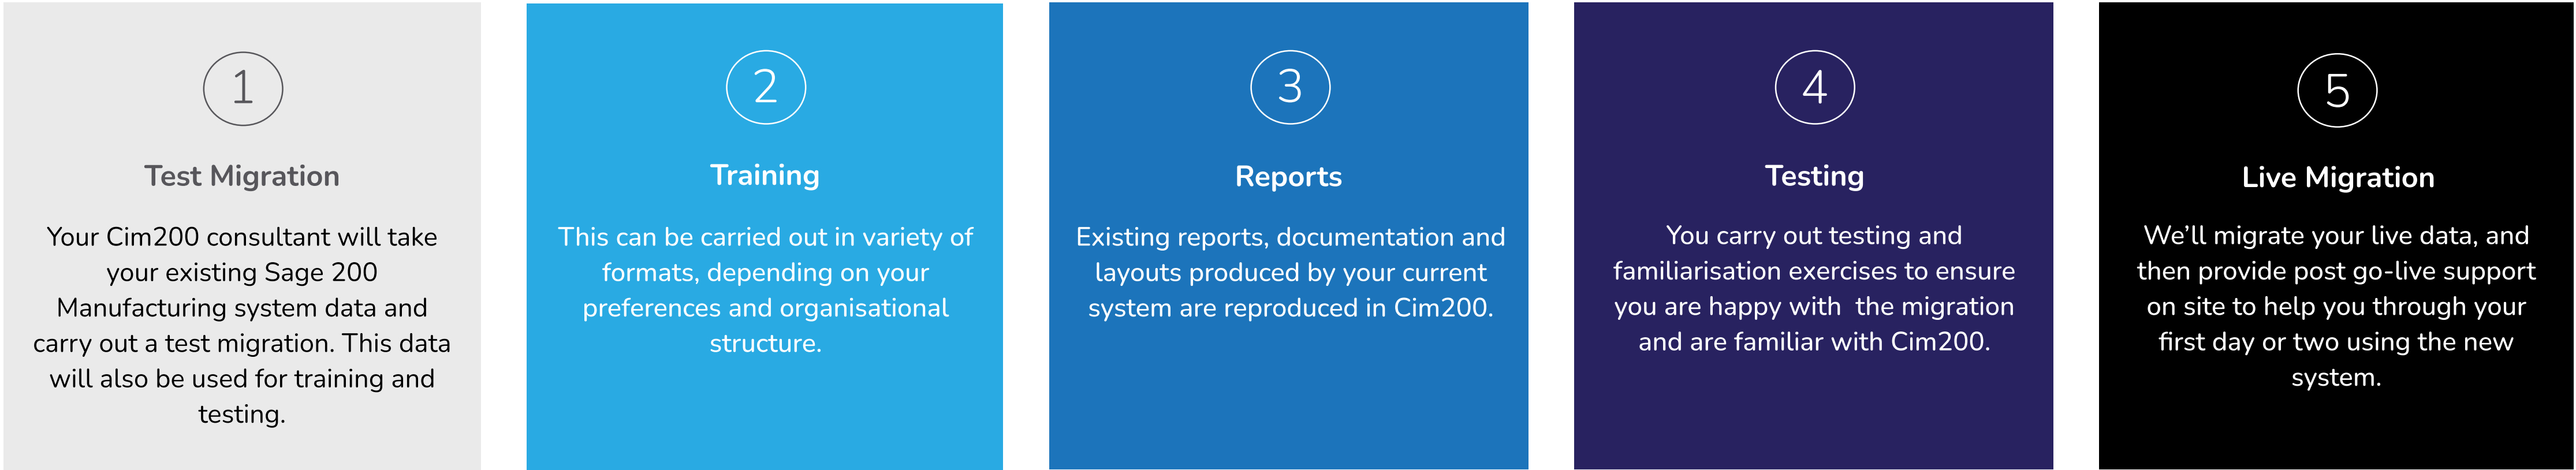 1
Test Migration
Your Cim200 consultant will take
your existing Sage 200
Manufacturing system data and
carry out a test migration. This data
will also be used for training and
testing.
2
Training
This can be carried out in variety of
formats, depending on your
preferences and organisational
structure.
3
Reports
Existing reports, documentation and
layouts produced by your current
system are reproduced in Cim200.
4
Testing
You carry out testing and
familiarisation exercises to ensure
you are happy with  the migration
and are familiar with Cim200.
5
Live Migration
We’ll migrate your live data, and
then provide post go-live support
on site to help you through your
first day or two using the new
system.